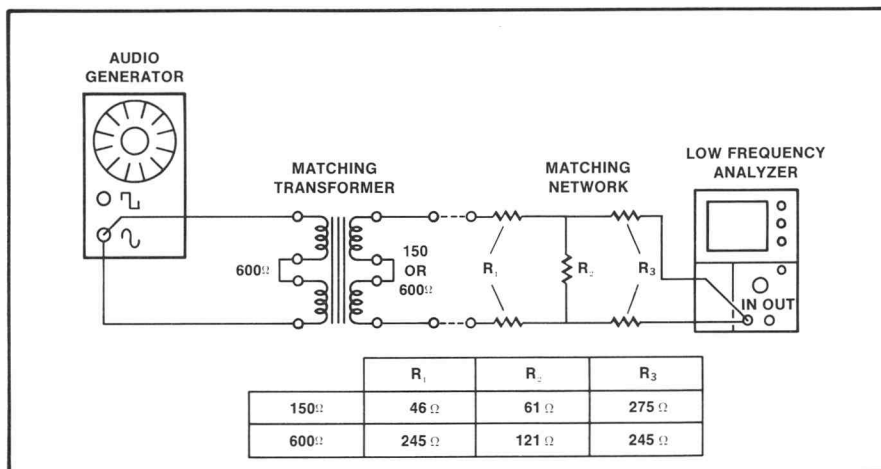 AUDIO
GENERATOR
MATCHING
TRANSFORMER
MATCHING
NETWORK
LOW FREQUENCY
ANALYZER
600Ω
150
OR
600Ω
R₁
R₂
R₃
IN OUT
R₁ R₂ R₃
150Ω 46 Ω 61 Ω 275 Ω
600Ω 245 Ω 121 Ω 245 Ω